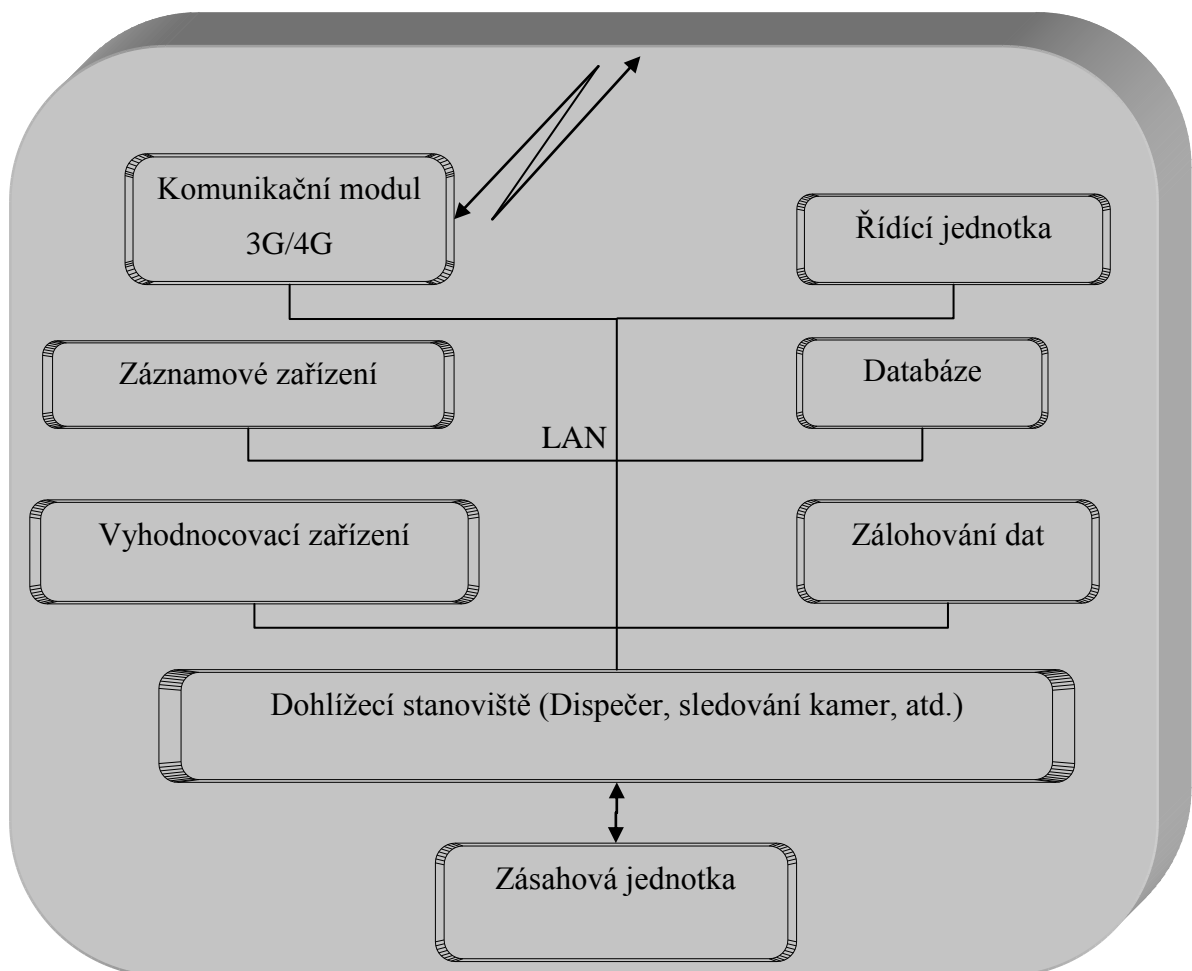 Komunikační modul
3G/4G
Řídící jednotka
Záznamové zařízení
Databáze
LAN
Vyhodnocovací zařízení
Zálohování dat
Dohlížecí stanoviště (Dispečer, sledování kamer, atd.)
Zásahová jednotka